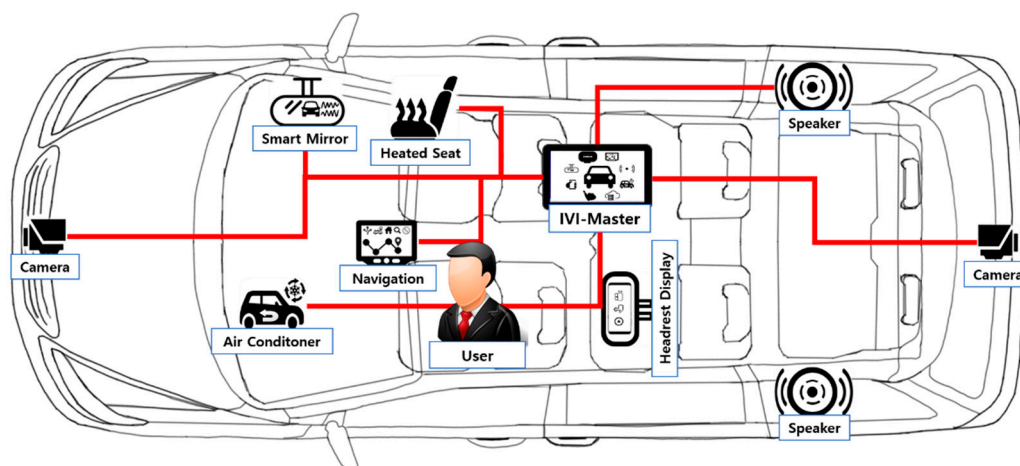 Speaker
Smart Mirror
Heated Seat
IVI-Master
Camera
Navigation
Headrest Display
Camera
Air Conditoner
User
Speaker